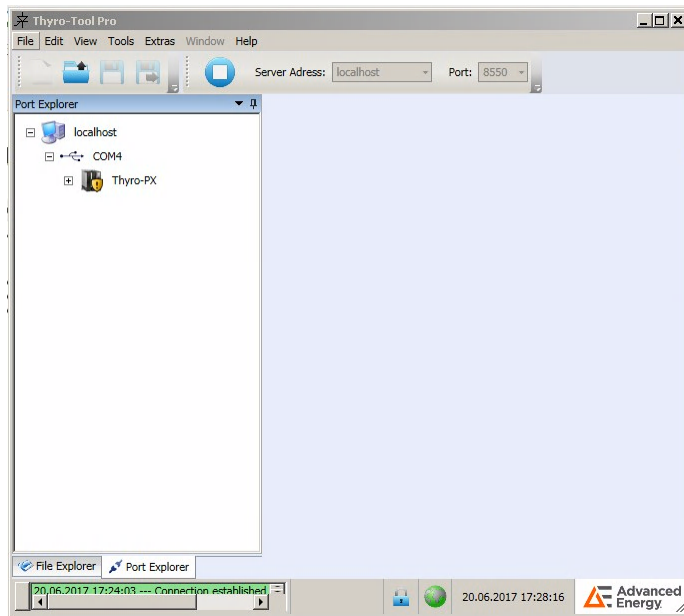 Thyro-Tool Pro
File Edit View Tools Extras Window Help
Server Adress: localhost Port: 8550
Port Explorer
localhost
COM4
Thyro-PX
File Explorer Port Explorer
20.06.2017 17:24:03 --- Connection established
20.06.2017 17:28:16
Advanced
Energy